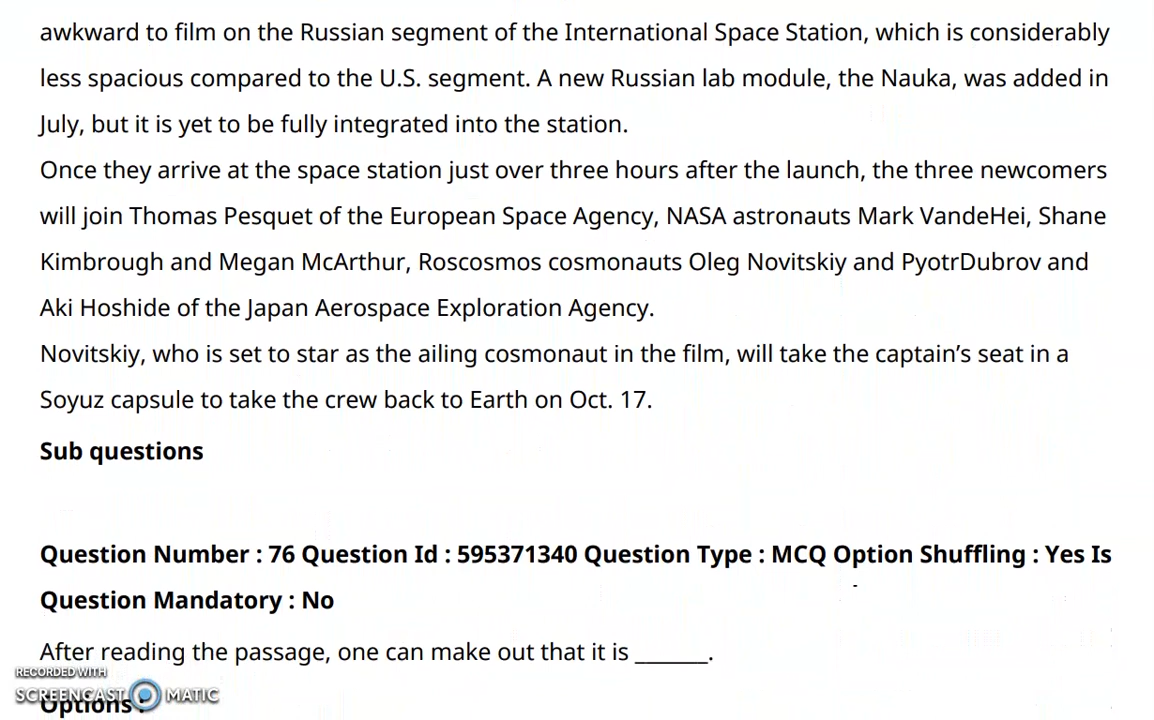 awkward to film on the Russian segment of the International Space Station, which is considerably
less spacious compared to the U.S. segment. A new Russian lab module, the Nauka, was added in
July, but it is yet to be fully integrated into the station.
Once they arrive at the space station just over three hours after the launch, the three newcomers
will join Thomas Pesquet of the European Space Agency, NASA astronauts Mark VandeHei, Shane
Kimbrough and Megan McArthur, Roscosmos cosmonauts Oleg Novitskiy and PyotrDubrov and
Aki Hoshide of the Japan Aerospace Exploration Agency.
Novitskiy, who is set to star as the ailing cosmonaut in the film, will take the captain’s seat in a
Soyuz capsule to take the crew back to Earth on Oct. 17.
Sub questions
Question Number : 76 Question Id : 595371340 Question Type : MCQ Option Shuffling : Yes Is
Question Mandatory : No
After reading the passage, one can make out that it is _______.
RECORDED WITH
SCREENCAST MATIC
Options :